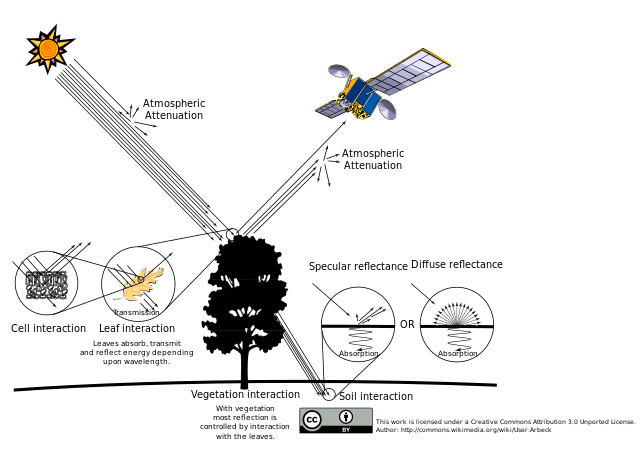 Atmospheric
Attenuation
Atmospheric
Attenuation
Specular reflectance
Diffuse reflectance
Transmission
Cell interaction
Leaf interaction
OR
Leaves absorb, transmit
and reflect energy depending
upon wavelength.
Absorption
Absorption
Vegetation interaction
Soil interaction
With vegetation
most reflection is
controlled by interaction
with the leaves.
cc
BY
This work is licensed under a Creative Commons Attribution 3.0 Unported License.
Author: http://commons.wikimedia.org/wiki/User:Arbeck